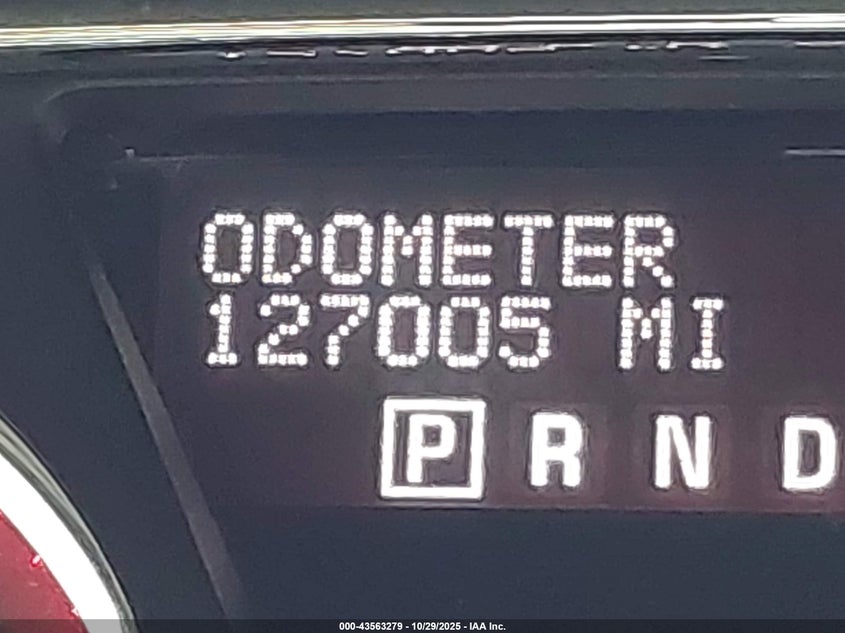 ODOMETER
127005 MI
P R N D
000-43563279 - 10/29/2025 - IAA Inc.